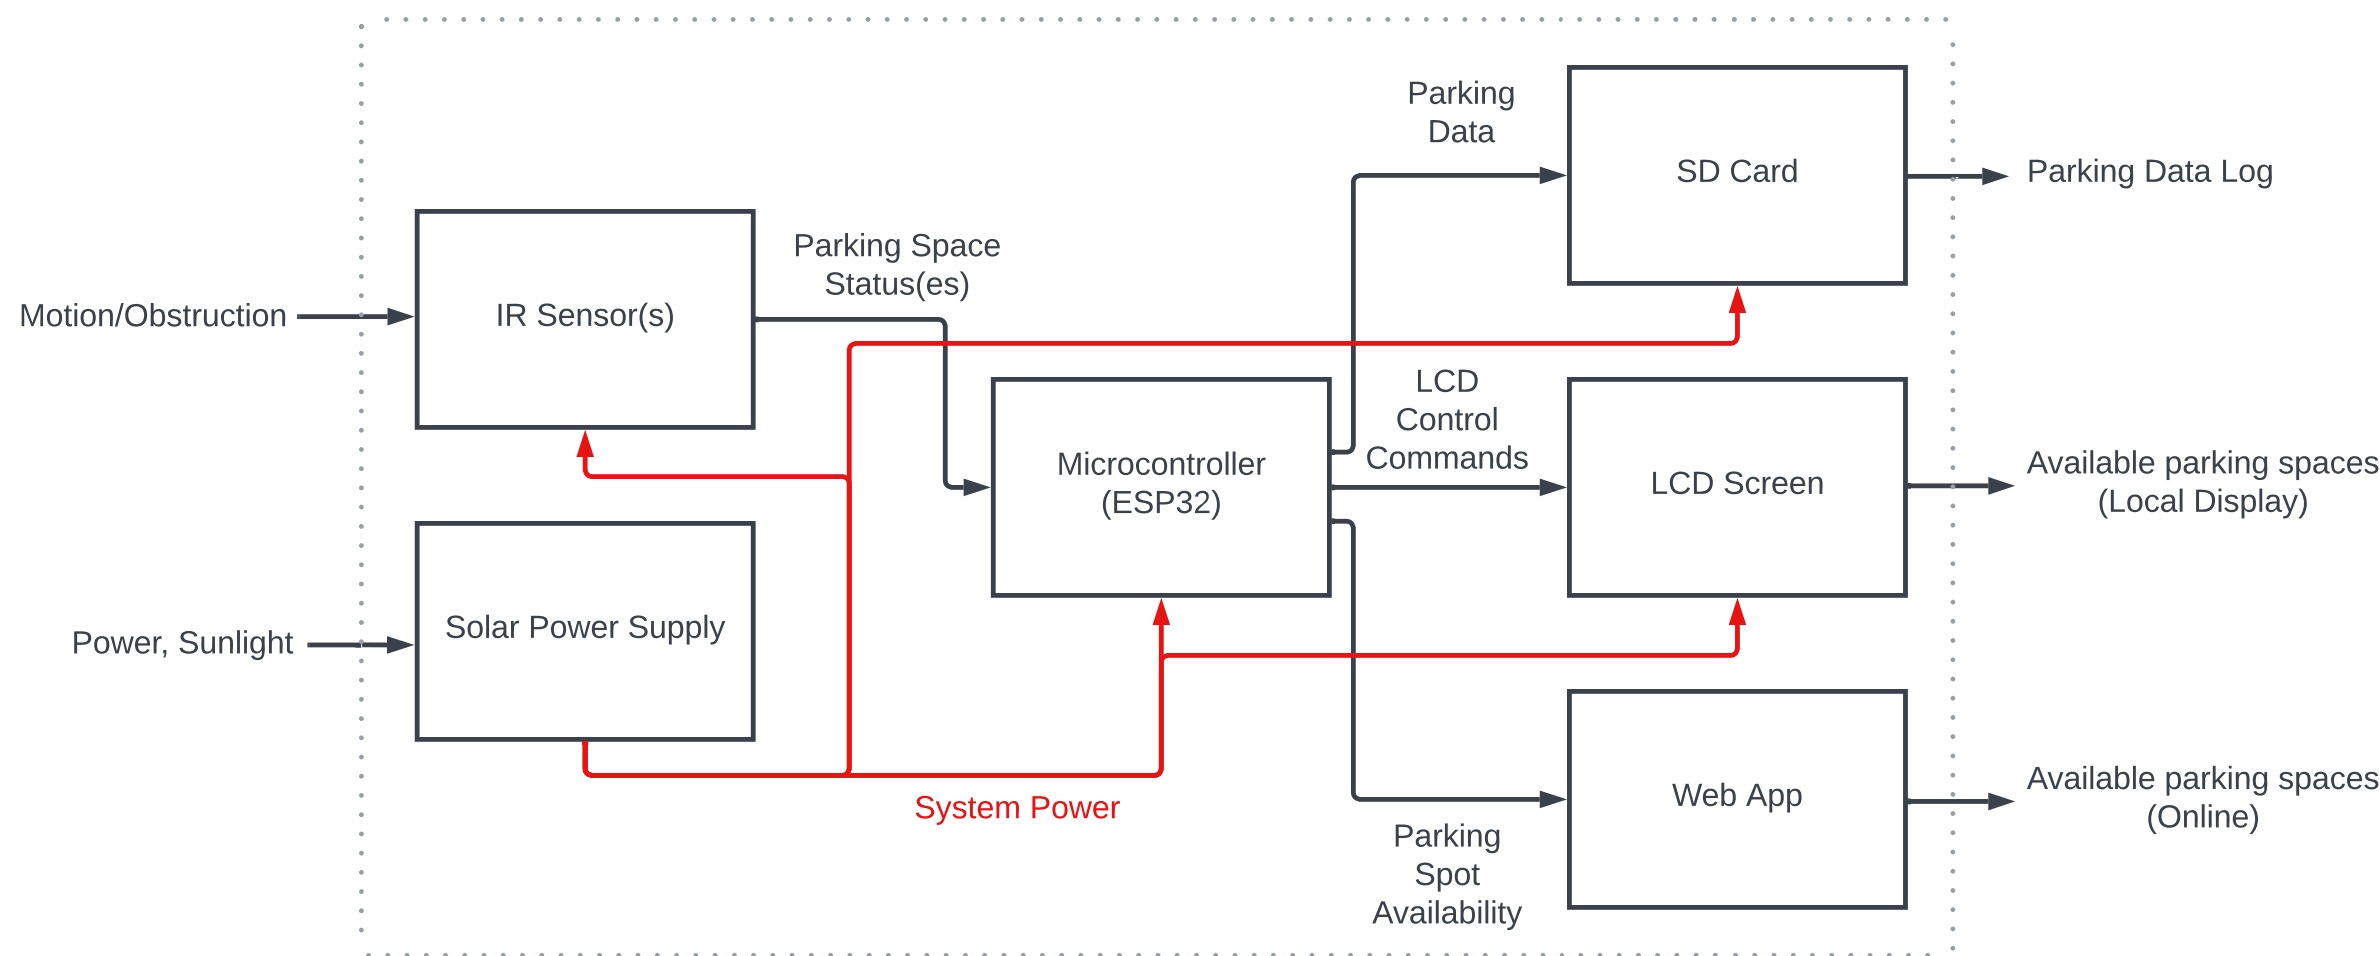 Parking
Data
SD Card
Parking Data Log
Parking Space
Status(es)
Motion/Obstruction
IR Sensor(s)
LCD
Control
Commands
Microcontroller
(ESP32)
LCD Screen
Available parking spaces
(Local Display)
Power, Sunlight
Solar Power Supply
System Power
Web App
Available parking spaces
(Online)
Parking
Spot
Availability